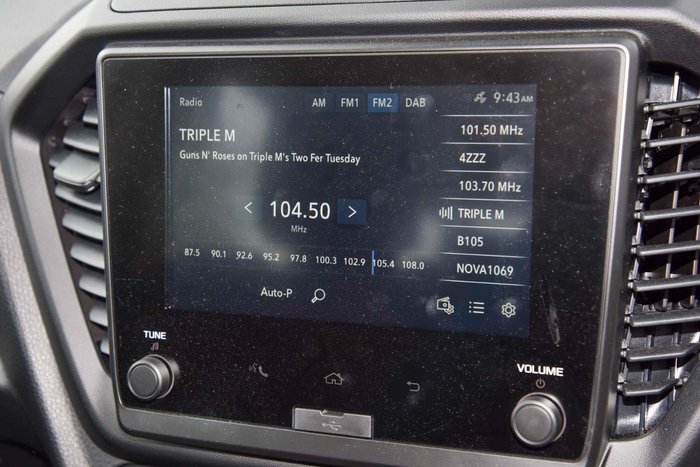 Radio
AM FM1 FM2 DAB
9:43AM
TRIPLE M
Guns N' Roses on Triple M's Two Fer Tuesday
104.50
MHz
87.5 90.1 92.6 95.2 97.8 100.3 102.9 105.4 108.0
Auto-P
101.50 MHz
4ZZZ
103.70 MHz
TRIPLE M
B105
NOVA1069
TUNE
VOLUME